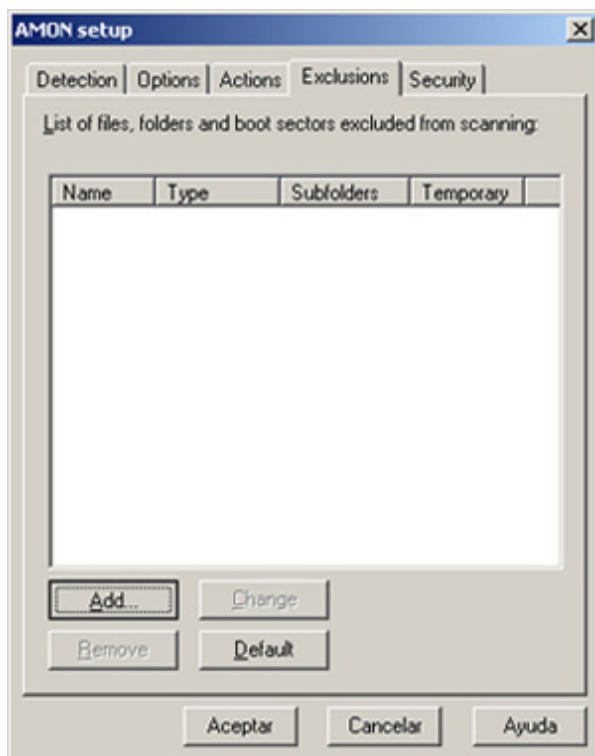 AMON setup
Detection Options Actions Exclusions Security
List of files, folders and boot sectors excluded from scanning:
Name Type Subfolders Temporary
Add... Change
Remove Default
Aceptar Cancelar Ayuda